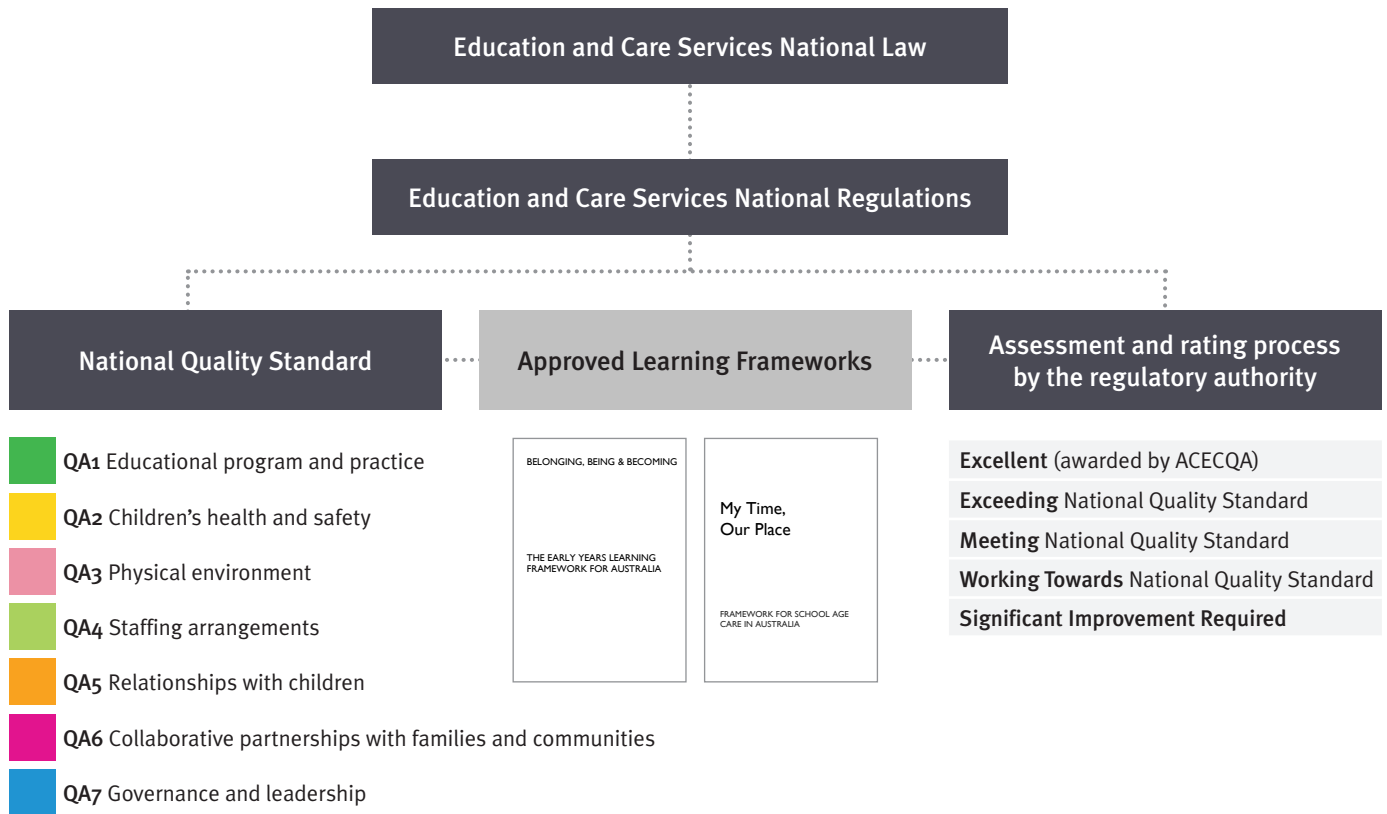 Education and Care Services National Law
Education and Care Services National Regulations
National Quality Standard
QA1 Educational program and practice
QA2 Children’s health and safety
QA3 Physical environment
QA4 Staffing arrangements
QA5 Relationships with children
QA6 Collaborative partnerships with families and communities
QA7 Governance and leadership
Approved Learning Frameworks
BELONGING, BEING & BECOMING
THE EARLY YEARS LEARNING
FRAMEWORK FOR AUSTRALIA
My Time,
Our Place
FRAMEWORK FOR SCHOOL AGE
CARE IN AUSTRALIA
Assessment and rating process
by the regulatory authority
Excellent (awarded by ACECQA)
Exceeding National Quality Standard
Meeting National Quality Standard
Working Towards National Quality Standard
Significant Improvement Required